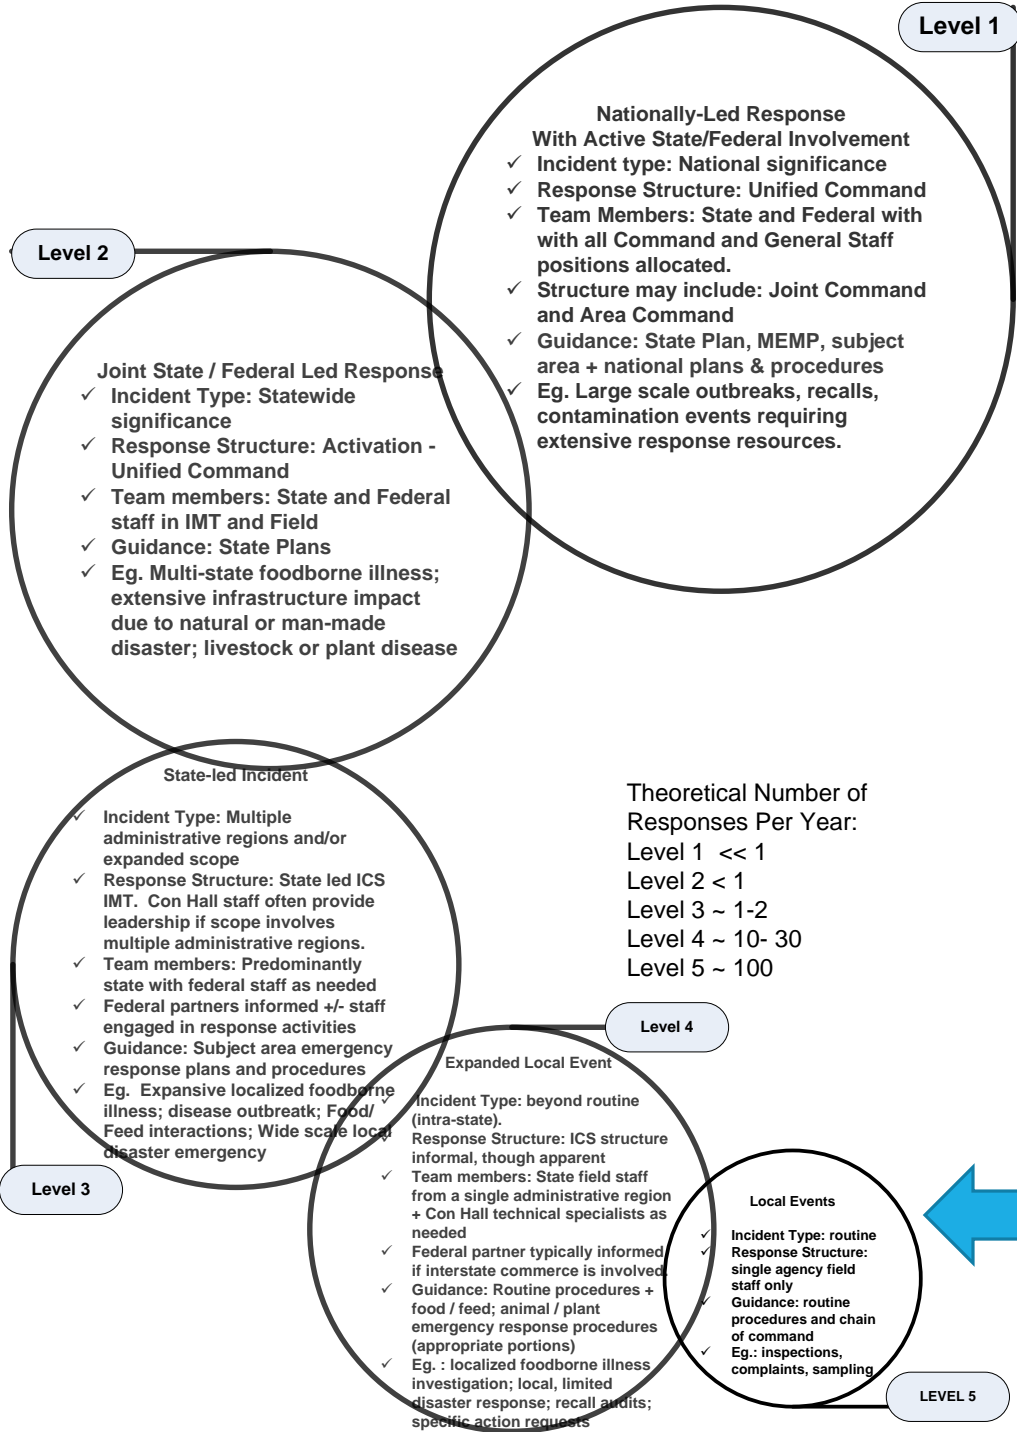 Level 1
Nationally-Led Response
With Active State/Federal Involvement
✓ Incident type: National significance
✓ Response Structure: Unified Command
✓ Team Members: State and Federal with
with all Command and General Staff
positions allocated.
✓ Structure may include: Joint Command
and Area Command
✓ Guidance: State Plan, MEMP, subject
area + national plans & procedures
✓ Eg. Large scale outbreaks, recalls,
contamination events requiring
extensive response resources.
Level 2
Joint State / Federal Led Response
✓ Incident Type: Statewide
significance
✓ Response Structure: Activation -
Unified Command
✓ Team members: State and Federal
staff in IMT and Field
✓ Guidance: State Plans
✓ Eg. Multi-state foodborne illness;
extensive infrastructure impact
due to natural or man-made
disaster; livestock or plant disease
State-led Incident
✓ Incident Type: Multiple
administrative regions and/or
expanded scope
✓ Response Structure: State led ICS
IMT. Con Hall staff often provide
leadership if scope involves
multiple administrative regions.
✓ Team members: Predominantly
state with federal staff as needed
✓ Federal partners informed +/- staff
engaged in response activities
✓ Guidance: Subject area emergency
response plans and procedures
✓ Eg. Expansive localized foodborne
illness; disease outbreatk; Food/
Feed interactions; Wide scale local
disaster emergency
Level 3
Theoretical Number of
Responses Per Year:
Level 1 << 1
Level 2 < 1
Level 3 ~ 1-2
Level 4 ~ 10- 30
Level 5 ~ 100
Level 4
Expanded Local Event
✓ Incident Type: beyond routine
(intra-state).
✓ Response Structure: ICS structure
informal, though apparent
✓ Team members: State field staff
from a single administrative region
+ Con Hall technical specialists as
needed
✓ Federal partner typically informed
if interstate commerce is involved.
✓ Guidance: Routine procedures +
food / feed; animal / plant
emergency response procedures
(appropriate portions)
✓ Eg. : localized foodborne illness
investigation; local, limited
disaster response; recall audits;
specific action requests
Local Events
✓ Incident Type: routine
✓ Response Structure:
single agency field
staff only
✓ Guidance: routine
procedures and chain
of command
✓ Eg.: inspections,
complaints, sampling
LEVEL 5